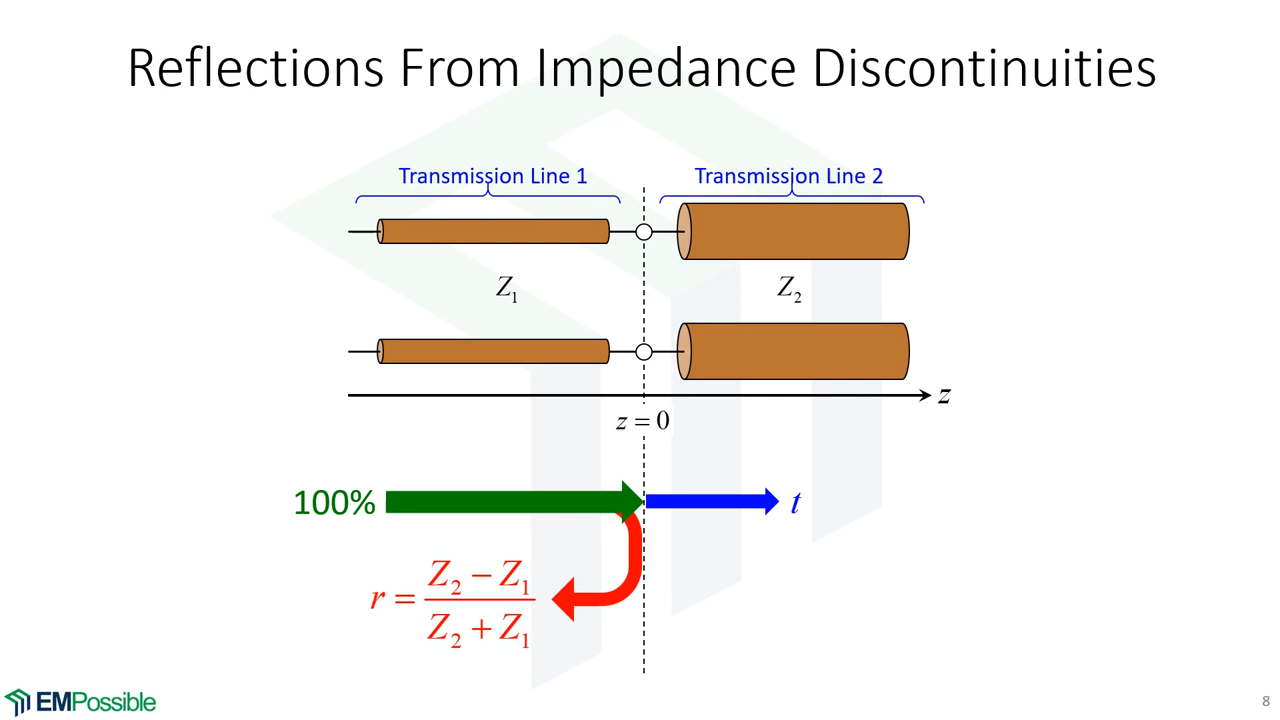 Reflections From Impedance Discontinuities
Transmission Line 1
Transmission Line 2
Z₁
Z₂
z
z = 0
100%
t
r = (Z₂ − Z₁) / (Z₂ + Z₁)
EMPossible
8